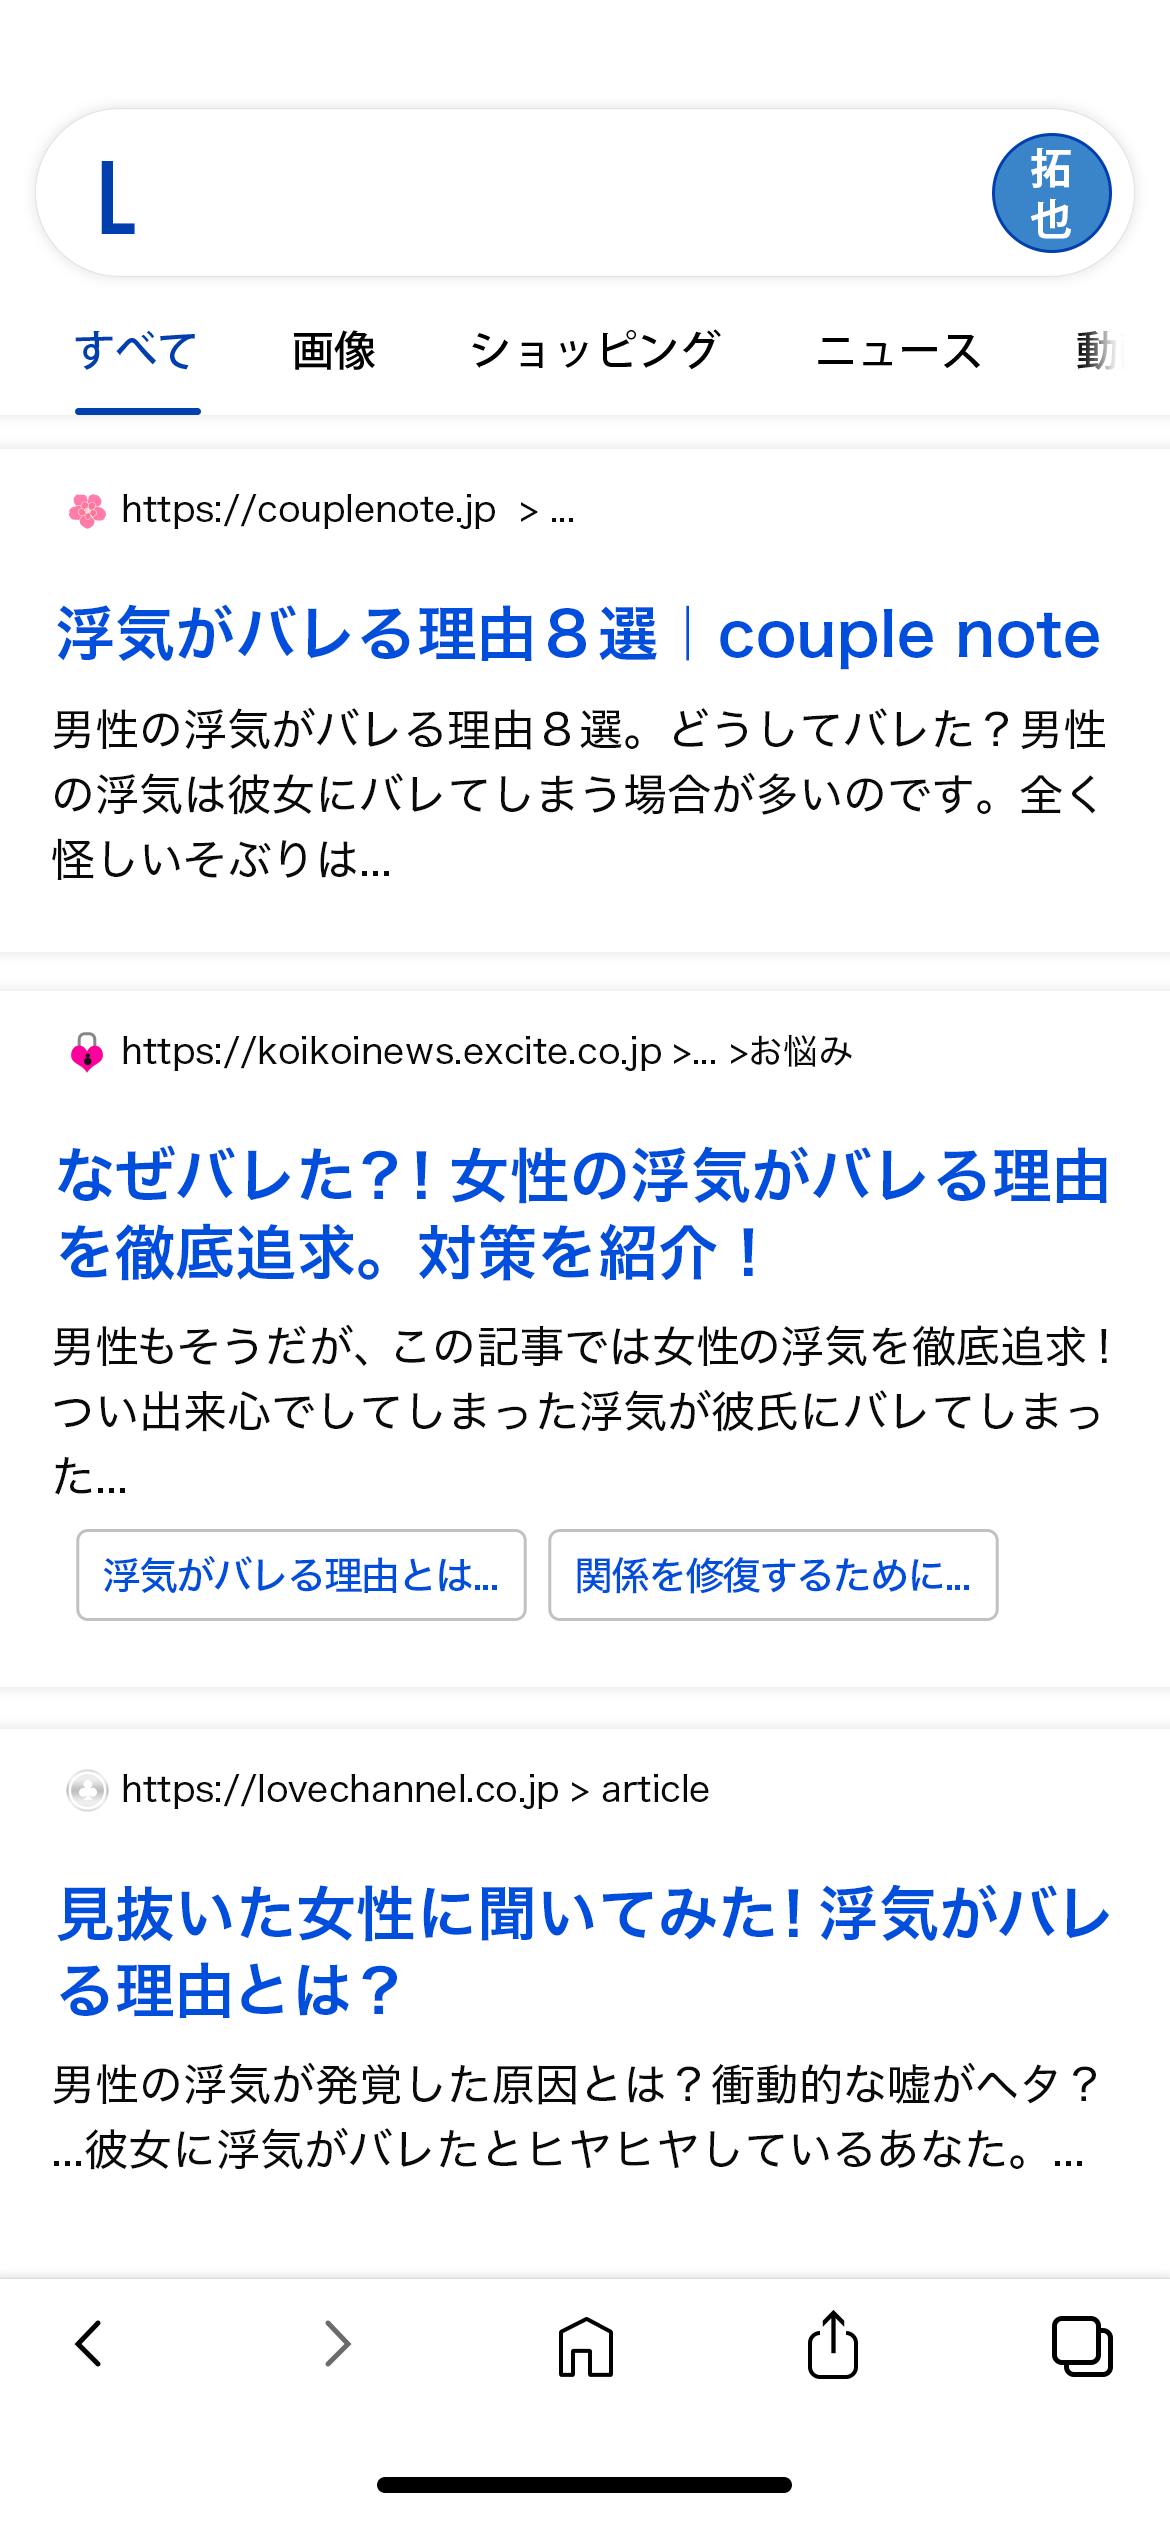 L
拓
也
すべて 画像 ショッピング ニュース 動
https://couplenote.jp > ...
浮気がバレる理由８選｜couple note
男性の浮気がバレる理由８選。どうしてバレた？男性
の浮気は彼女にバレてしまう場合が多いのです。全く
怪しいそぶりは...
https://koikoinews.excite.co.jp >... >お悩み
なぜバレた?! 女性の浮気がバレる理由
を徹底追求。対策を紹介！
男性もそうだが、この記事では女性の浮気を徹底追求！
つい出来心でしてしまった浮気が彼氏にバレてしまっ
た...
浮気がバレる理由とは... 関係を修復するために...
https://lovechannel.co.jp > article
見抜いた女性に聞いてみた！浮気がバレ
る理由とは？
男性の浮気が発覚した原因とは？衝動的な嘘がヘタ？
...彼女に浮気がバレたとヒヤヒヤしているあなた。...